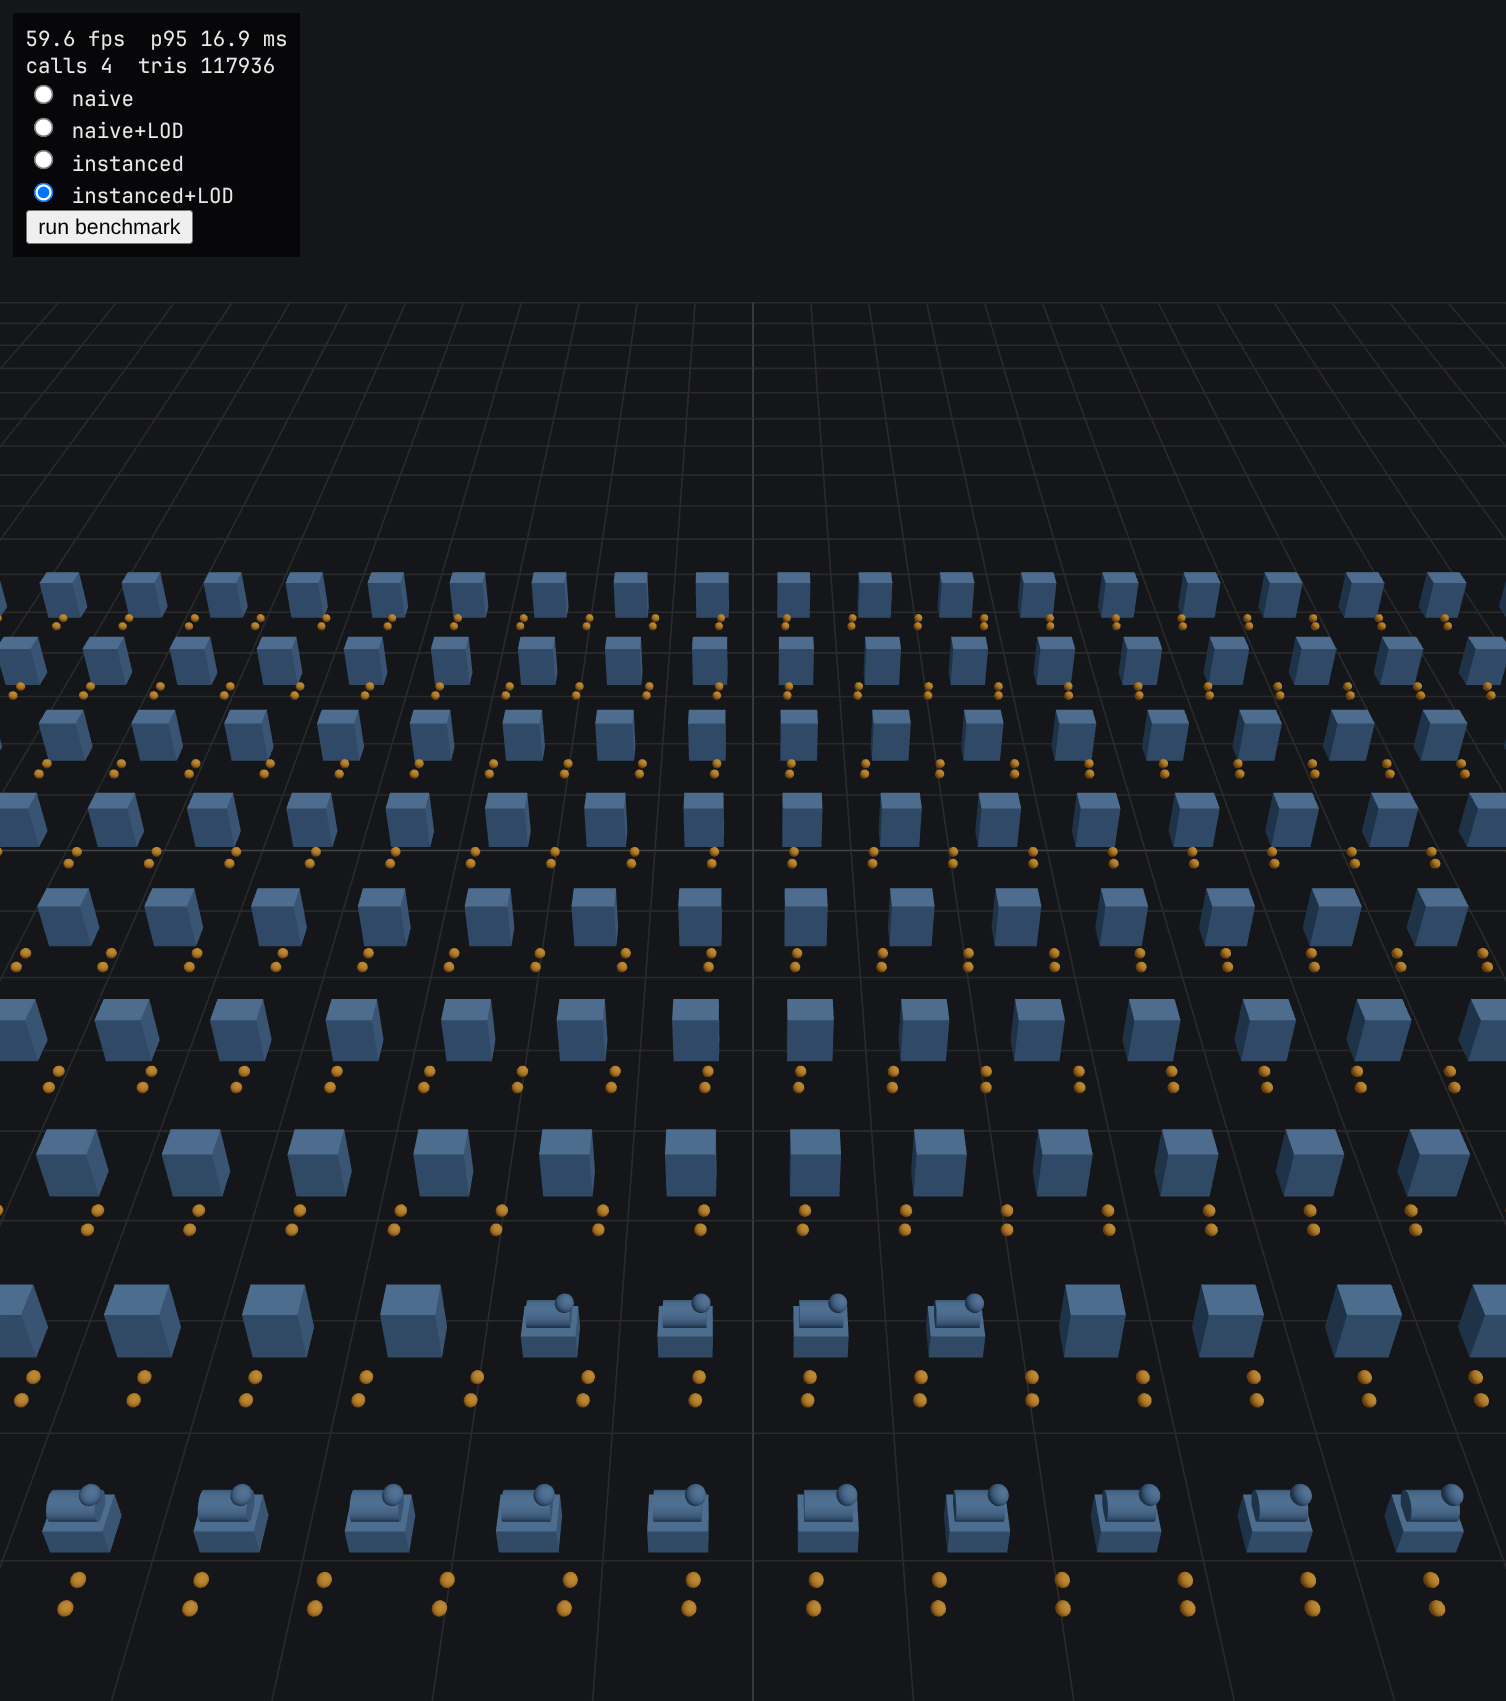 59.6 fps  p95 16.9 ms
calls 4  tris 117936
naive
naive+LOD
instanced
instanced+LOD
run benchmark